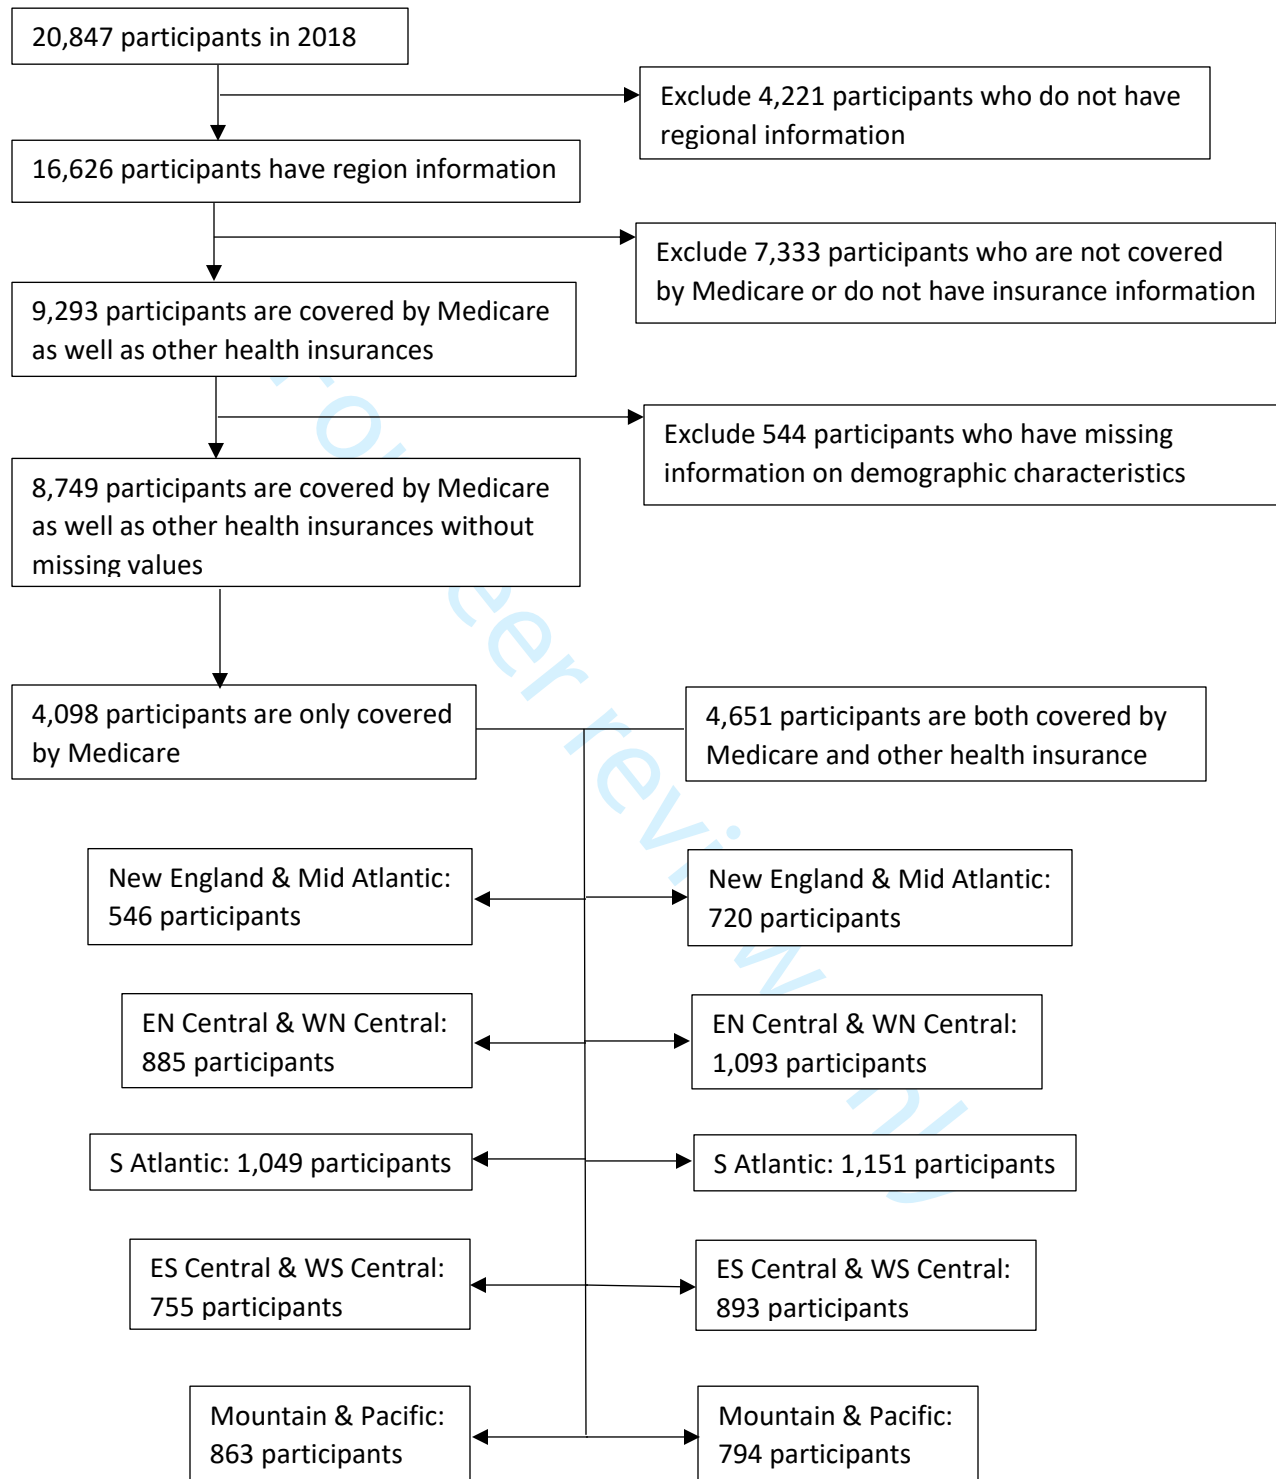 20,847 participants in 2018
Exclude 4,221 participants who do not have
regional information
16,626 participants have region information
Exclude 7,333 participants who are not covered
by Medicare or do not have insurance information
9,293 participants are covered by Medicare
as well as other health insurances
Exclude 544 participants who have missing
information on demographic characteristics
8,749 participants are covered by Medicare
as well as other health insurances without
missing values
4,098 participants are only covered
by Medicare
4,651 participants are both covered by
Medicare and other health insurance
New England & Mid Atlantic:
546 participants
New England & Mid Atlantic:
720 participants
EN Central & WN Central:
885 participants
EN Central & WN Central:
1,093 participants
S Atlantic: 1,049 participants
S Atlantic: 1,151 participants
ES Central & WS Central:
755 participants
ES Central & WS Central:
893 participants
Mountain & Pacific:
863 participants
Mountain & Pacific:
794 participants
review